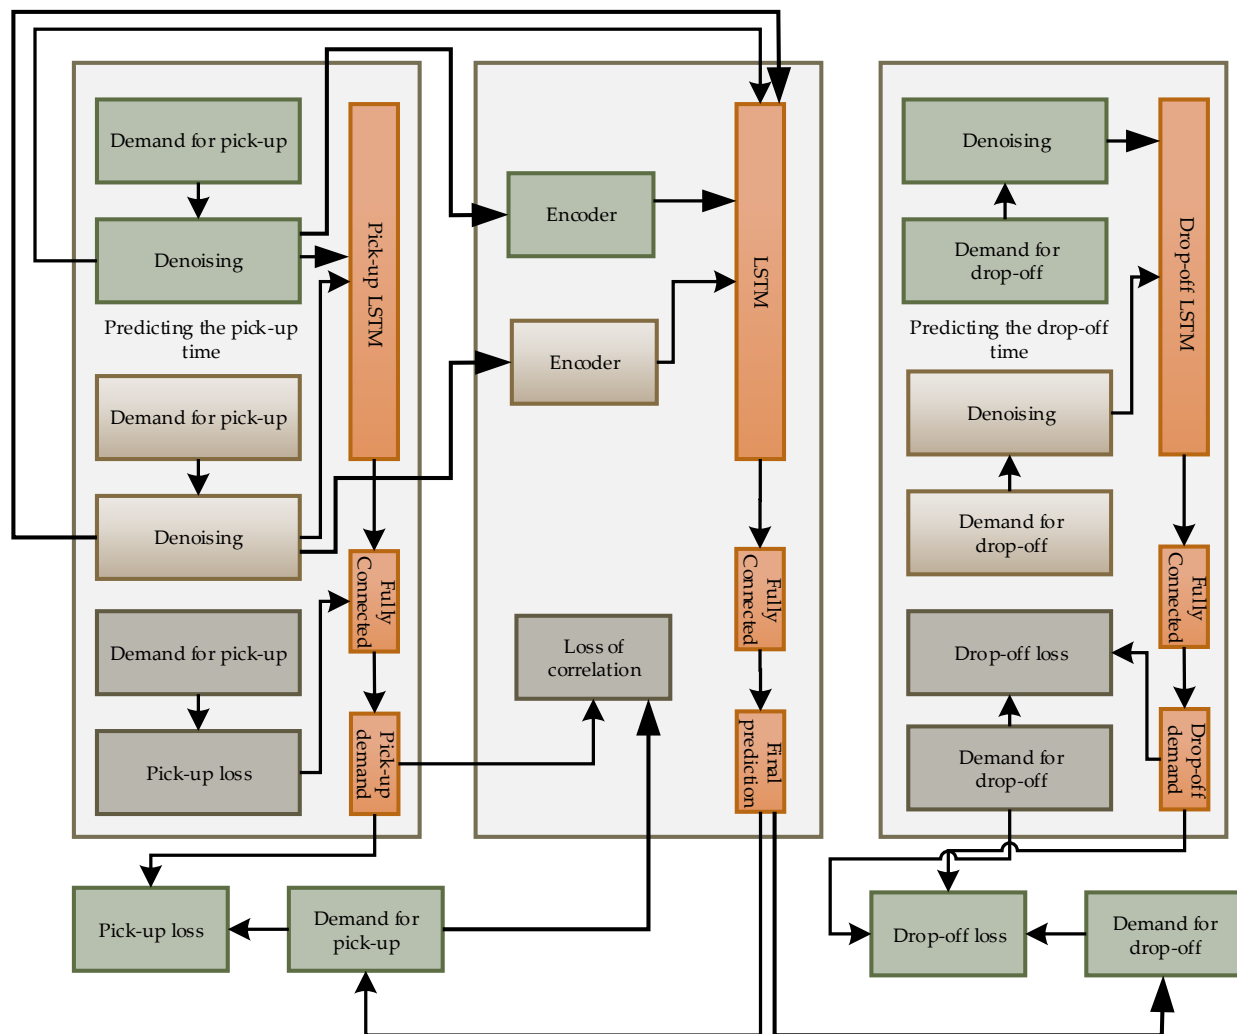 Demand for pick-up
Denoising
Predicting the pick-up
time
Demand for pick-up
Denoising
Demand for pick-up
Pick-up loss
Pick-up LSTM
Fully
Connected
Pick-up
demand
Pick-up loss
Demand for
pick-up
Encoder
Encoder
Loss of
correlation
LSTM
Fully
Connected
Final
prediction
Denoising
Demand for
drop-off
Predicting the drop-off
time
Denoising
Demand for
drop-off
Drop-off loss
Demand for
drop-off
Drop-off LSTM
Fully
Connected
Drop-off
demand
Drop-off loss
Demand for
drop-off